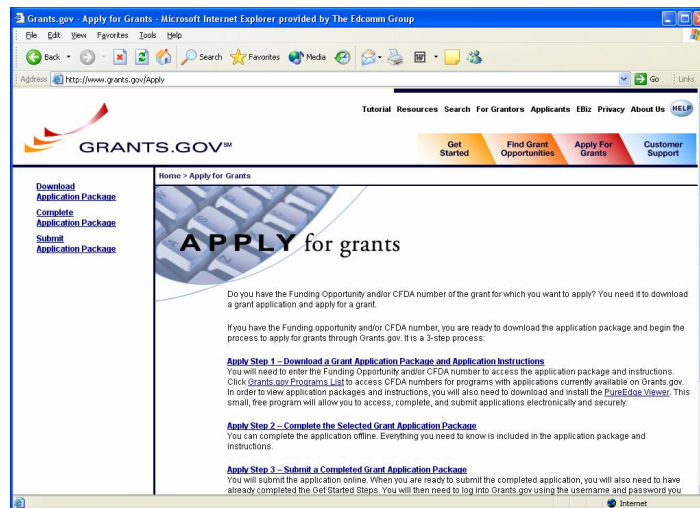 Grants.gov - Apply for Grants - Microsoft Internet Explorer provided by The Edcomm Group
File Edit View Favorites Tools Help
Back Search Favorites Media
Address http://www.grants.gov/Apply Go Links
Tutorial Resources Search For Grantors Applicants EBiz Privacy About Us HELP
GRANTS.GOV℠
Get Started
Find Grant Opportunities
Apply For Grants
Customer Support
Home > Apply for Grants
Download
Application Package
Complete
Application Package
Submit
Application Package
APPLY for grants
Do you have the Funding Opportunity and/or CFDA number of the grant for which you want to apply? You need it to download
a grant application and apply for a grant.
If you have the Funding opportunity and/or CFDA number, you are ready to download the application package and begin the
process to apply for grants through Grants.gov. It is a 3-step process:
Apply Step 1 – Download a Grant Application Package and Application Instructions
You will need to enter the Funding Opportunity and/or CFDA number to access the application package and instructions.
Click Grants.gov Programs List to access CFDA numbers for programs with applications currently available on Grants.gov.
In order to view application packages and instructions, you will also need to download and install the PureEdge Viewer. This
small, free program will allow you to access, complete, and submit applications electronically and securely.
Apply Step 2 – Complete the Selected Grant Application Package
You can complete the application offline. Everything you need to know is included in the application package and
instructions.
Apply Step 3 – Submit a Completed Grant Application Package
You will submit the application online. When you are ready to submit the completed application, you will also need to have
already completed the Get Started Steps. You will then need to log into Grants.gov using the username and password you
Internet